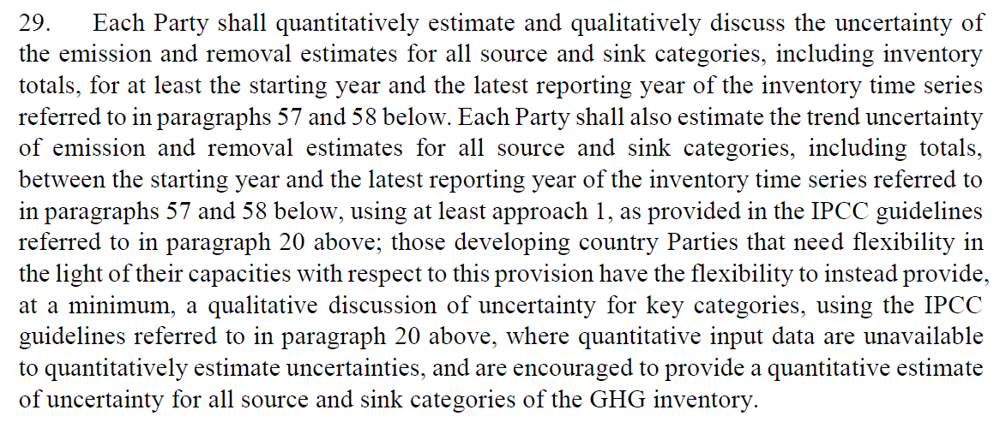 29. Each Party shall quantitatively estimate and qualitatively discuss the uncertainty of
the emission and removal estimates for all source and sink categories, including inventory
totals, for at least the starting year and the latest reporting year of the inventory time series
referred to in paragraphs 57 and 58 below. Each Party shall also estimate the trend uncertainty
of emission and removal estimates for all source and sink categories, including totals,
between the starting year and the latest reporting year of the inventory time series referred to
in paragraphs 57 and 58 below, using at least approach 1, as provided in the IPCC guidelines
referred to in paragraph 20 above; those developing country Parties that need flexibility in
the light of their capacities with respect to this provision have the flexibility to instead provide,
at a minimum, a qualitative discussion of uncertainty for key categories, using the IPCC
guidelines referred to in paragraph 20 above, where quantitative input data are unavailable
to quantitatively estimate uncertainties, and are encouraged to provide a quantitative estimate
of uncertainty for all source and sink categories of the GHG inventory.